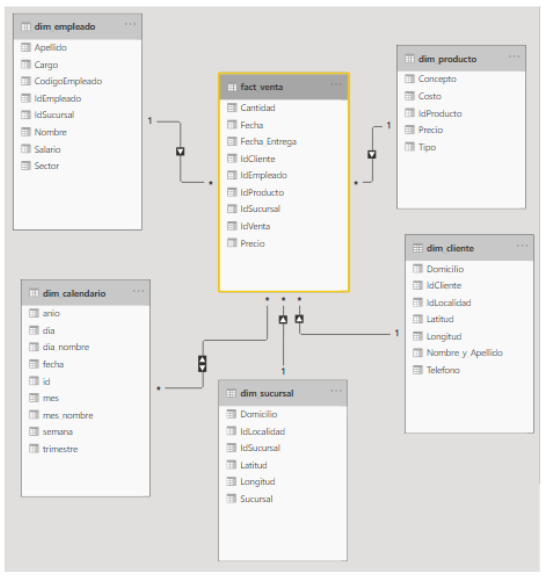 dim empleado ...
Apellido
Cargo
CodigoEmpleado
IdEmpleado
IdSucursal
Nombre
Salario
Sector
fact venta ...
Cantidad
Fecha
Fecha Entrega
IdCliente
IdEmpleado
IdProducto
IdSucursal
IdVenta
Precio
dim producto ...
Concepto
Costo
IdProducto
Precio
Tipo
dim cliente ...
Domicilio
IdCliente
IdLocalidad
Latitud
Longitud
Nombre y Apellido
Telefono
dim calendario ...
anio
dia
dia nombre
fecha
id
mes
mes nombre
semana
trimestre
dim sucursal ...
Domicilio
IdLocalidad
IdSucursal
Latitud
Longitud
Sucursal
1
*
1
*
* * *
1
*
1